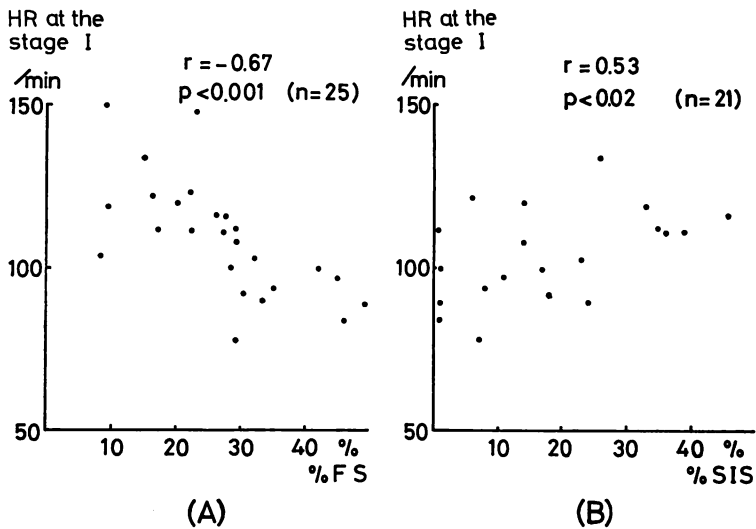 HR at the
stage I
/min
r = -0.67
p<0.001 (n=25)
150
100
50
10 20 30 40 %
%FS
(A)
HR at the
stage I
/min
r = 0.53
p<0.02 (n=21)
150
100
50
10 20 30 40 %
%SIS
(B)